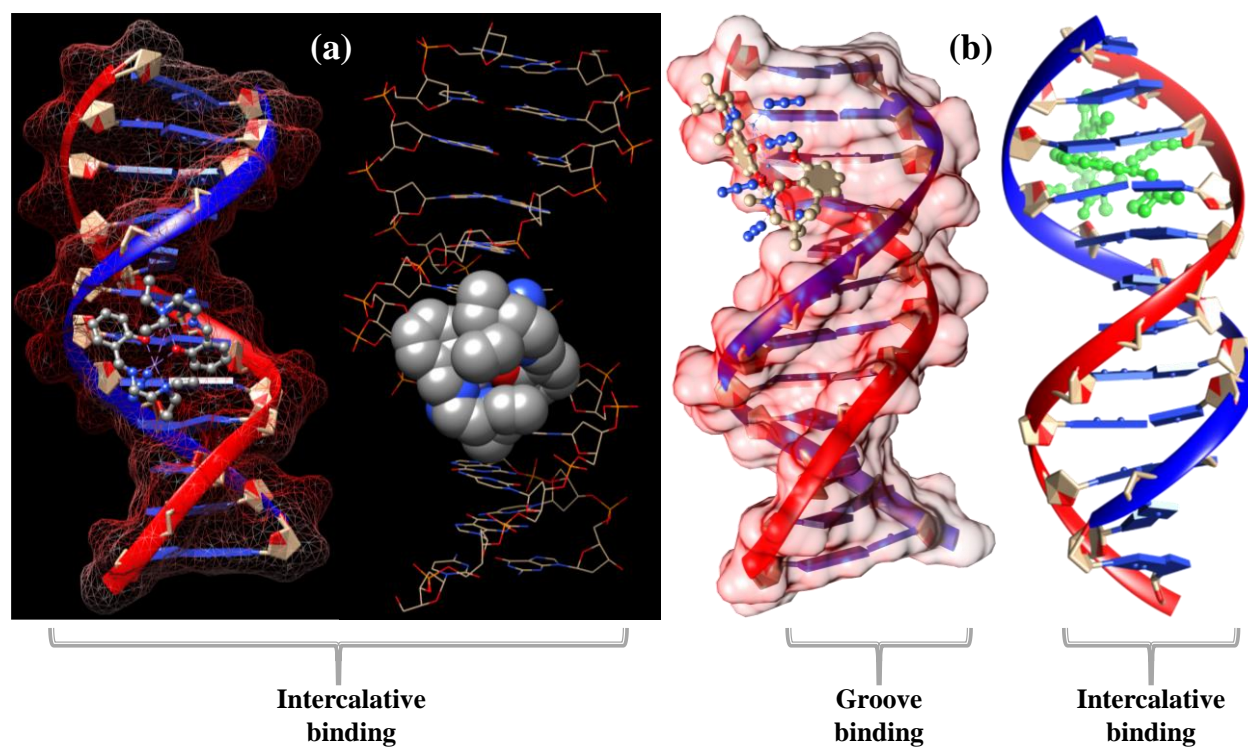 (a)
(b)
Intercalative
binding
Groove
binding
Intercalative
binding